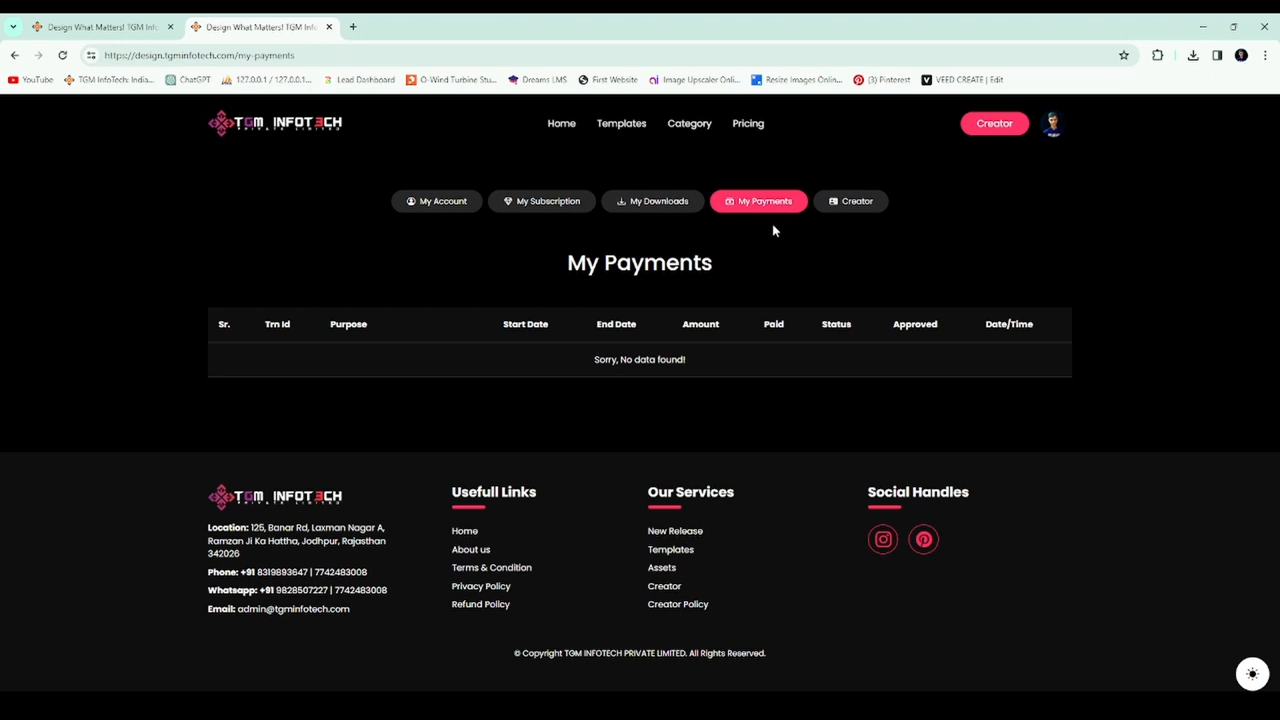 Design What Matters! TGM Info
Design What Matters! TGM Info
https://design.tgminfotech.com/my-payments
YouTube
TGM InfoTech: India...
ChatGPT
127.0.0.1 / 127.0.0.1...
Lead Dashboard
O-Wind Turbine Stu...
Dreams LMS
First Website
Image Upscaler Onli...
Resize Images Onlin...
(3) Pinterest
VEED CREATE | Edit
TGM INFOTECH
PRIVATE LIMITED
Home Templates Category Pricing
Creator
My Account My Subscription My Downloads My Payments Creator
My Payments
Sr. Trn Id Purpose Start Date End Date Amount Paid Status Approved Date/Time
Sorry, No data found!
TGM INFOTECH
PRIVATE LIMITED
Location: 125, Banar Rd, Laxman Nagar A,
Ramzan Ji Ka Hattha, Jodhpur, Rajasthan
342026
Phone: +91 8319893647 | 7742483008
Whatsapp: +91 9828507227 | 7742483008
Email: admin@tgminfotech.com
Usefull Links
Home
About us
Terms & Condition
Privacy Policy
Refund Policy
Our Services
New Release
Templates
Assets
Creator
Creator Policy
Social Handles
© Copyright TGM INFOTECH PRIVATE LIMITED. All Rights Reserved.